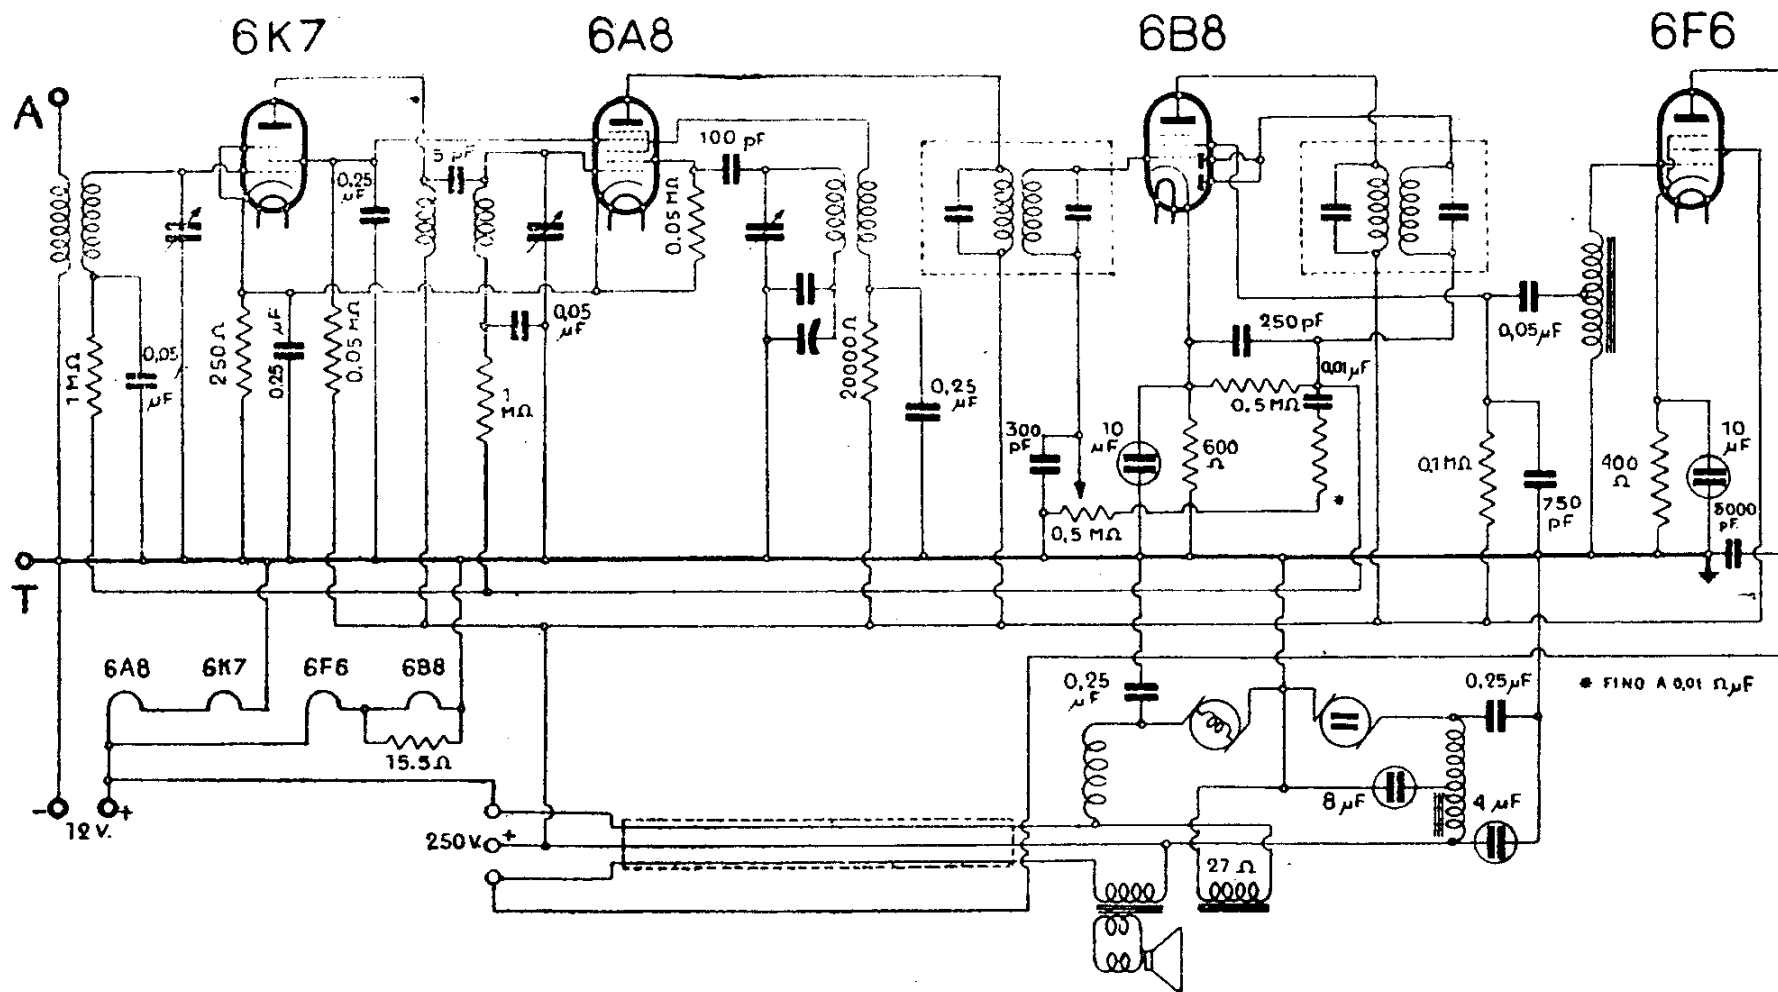 6K7
6A8
6B8
6F6
A
5 pF
100 pF
0,25
μF
0.05 MΩ
0,05
μF
250 pF
0,05 μF
1 MΩ
0,05
μF
250 Ω
0.25 μF
0.05 MΩ
1
MΩ
20000 Ω
0,25
μF
300
pF
10
μF
0.5 MΩ
0,01 μF
600
Ω
*
0,5 MΩ
0,1 MΩ
750
pF
400
Ω
10
μF
5000
pF.
T
6A8
6K7
6F6
6B8
15.5 Ω
0,25
μF
0,25 μF
* FINO A 0,01 Ω μF
- 12 V. +
250 V. +
8 μF
4 μF
27 Ω